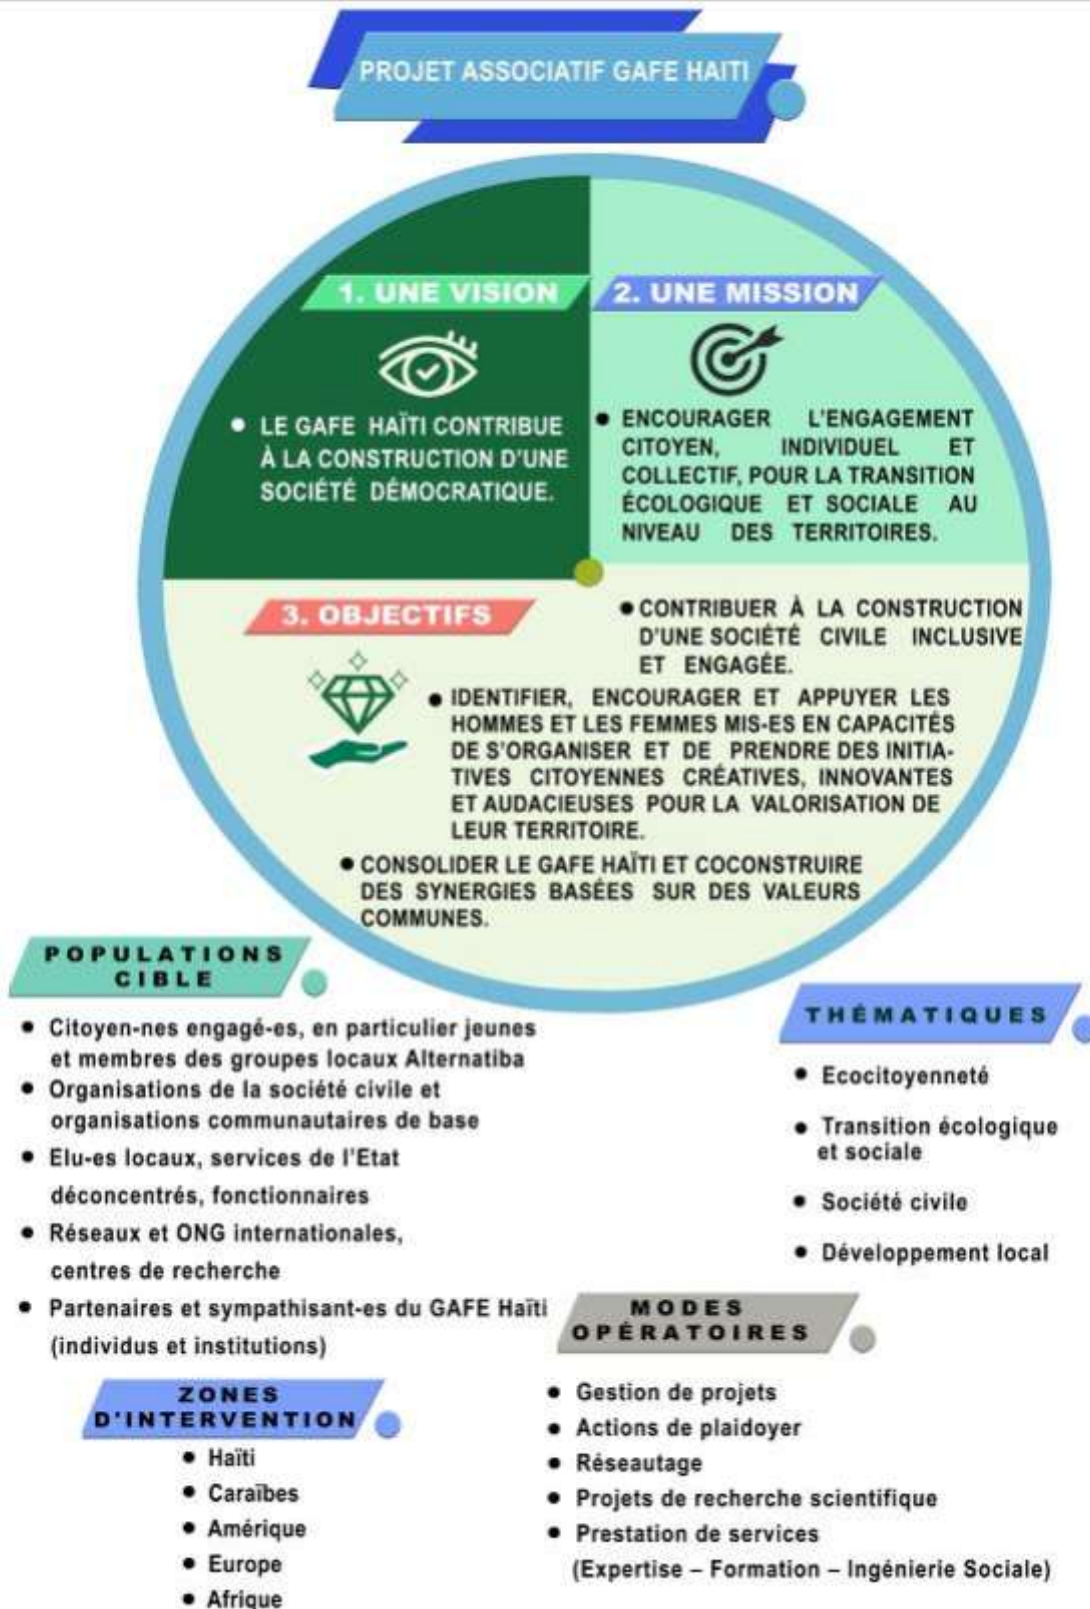 PROJET ASSOCIATIF GAFE HAITI
1. UNE VISION
LE GAFE HAÏTI CONTRIBUE
À LA CONSTRUCTION D'UNE
SOCIÉTÉ DÉMOCRATIQUE.
2. UNE MISSION
ENCOURAGER L'ENGAGEMENT
CITOYEN, INDIVIDUEL ET
COLLECTIF, POUR LA TRANSITION
ÉCOLOGIQUE ET SOCIALE AU
NIVEAU DES TERRITOIRES.
3. OBJECTIFS
CONTRIBUER À LA CONSTRUCTION
D'UNE SOCIÉTÉ CIVILE INCLUSIVE
ET ENGAGÉE.
IDENTIFIER, ENCOURAGER ET APPUYER LES
HOMMES ET LES FEMMES MIS-ES EN CAPACITÉS
DE S'ORGANISER ET DE PRENDRE DES INITIA-
TIVES CITOYENNES CRÉATIVES, INNOVANTES
ET AUDACIEUSES POUR LA VALORISATION DE
LEUR TERRITOIRE.
CONSOLIDER LE GAFE HAÏTI ET COCONSTRUIRE
DES SYNERGIES BASÉES SUR DES VALEURS
COMMUNES.
POPULATIONS
CIBLE
Citoyen-nes engagé-es, en particulier jeunes
et membres des groupes locaux Alternatiba
Organisations de la société civile et
organisations communautaires de base
Elu-es locaux, services de l'Etat
déconcentrés, fonctionnaires
Réseaux et ONG internationales,
centres de recherche
Partenaires et sympathisant-es du GAFE Haïti
(individus et institutions)
THÉMATIQUES
Ecocitoyenneté
Transition écologique
et sociale
Société civile
Développement local
ZONES
D'INTERVENTION
Haïti
Caraïbes
Amérique
Europe
Afrique
MODES
OPÉRATOIRES
Gestion de projets
Actions de plaidoyer
Réseautage
Projets de recherche scientifique
Prestation de services
(Expertise – Formation – Ingénierie Sociale)